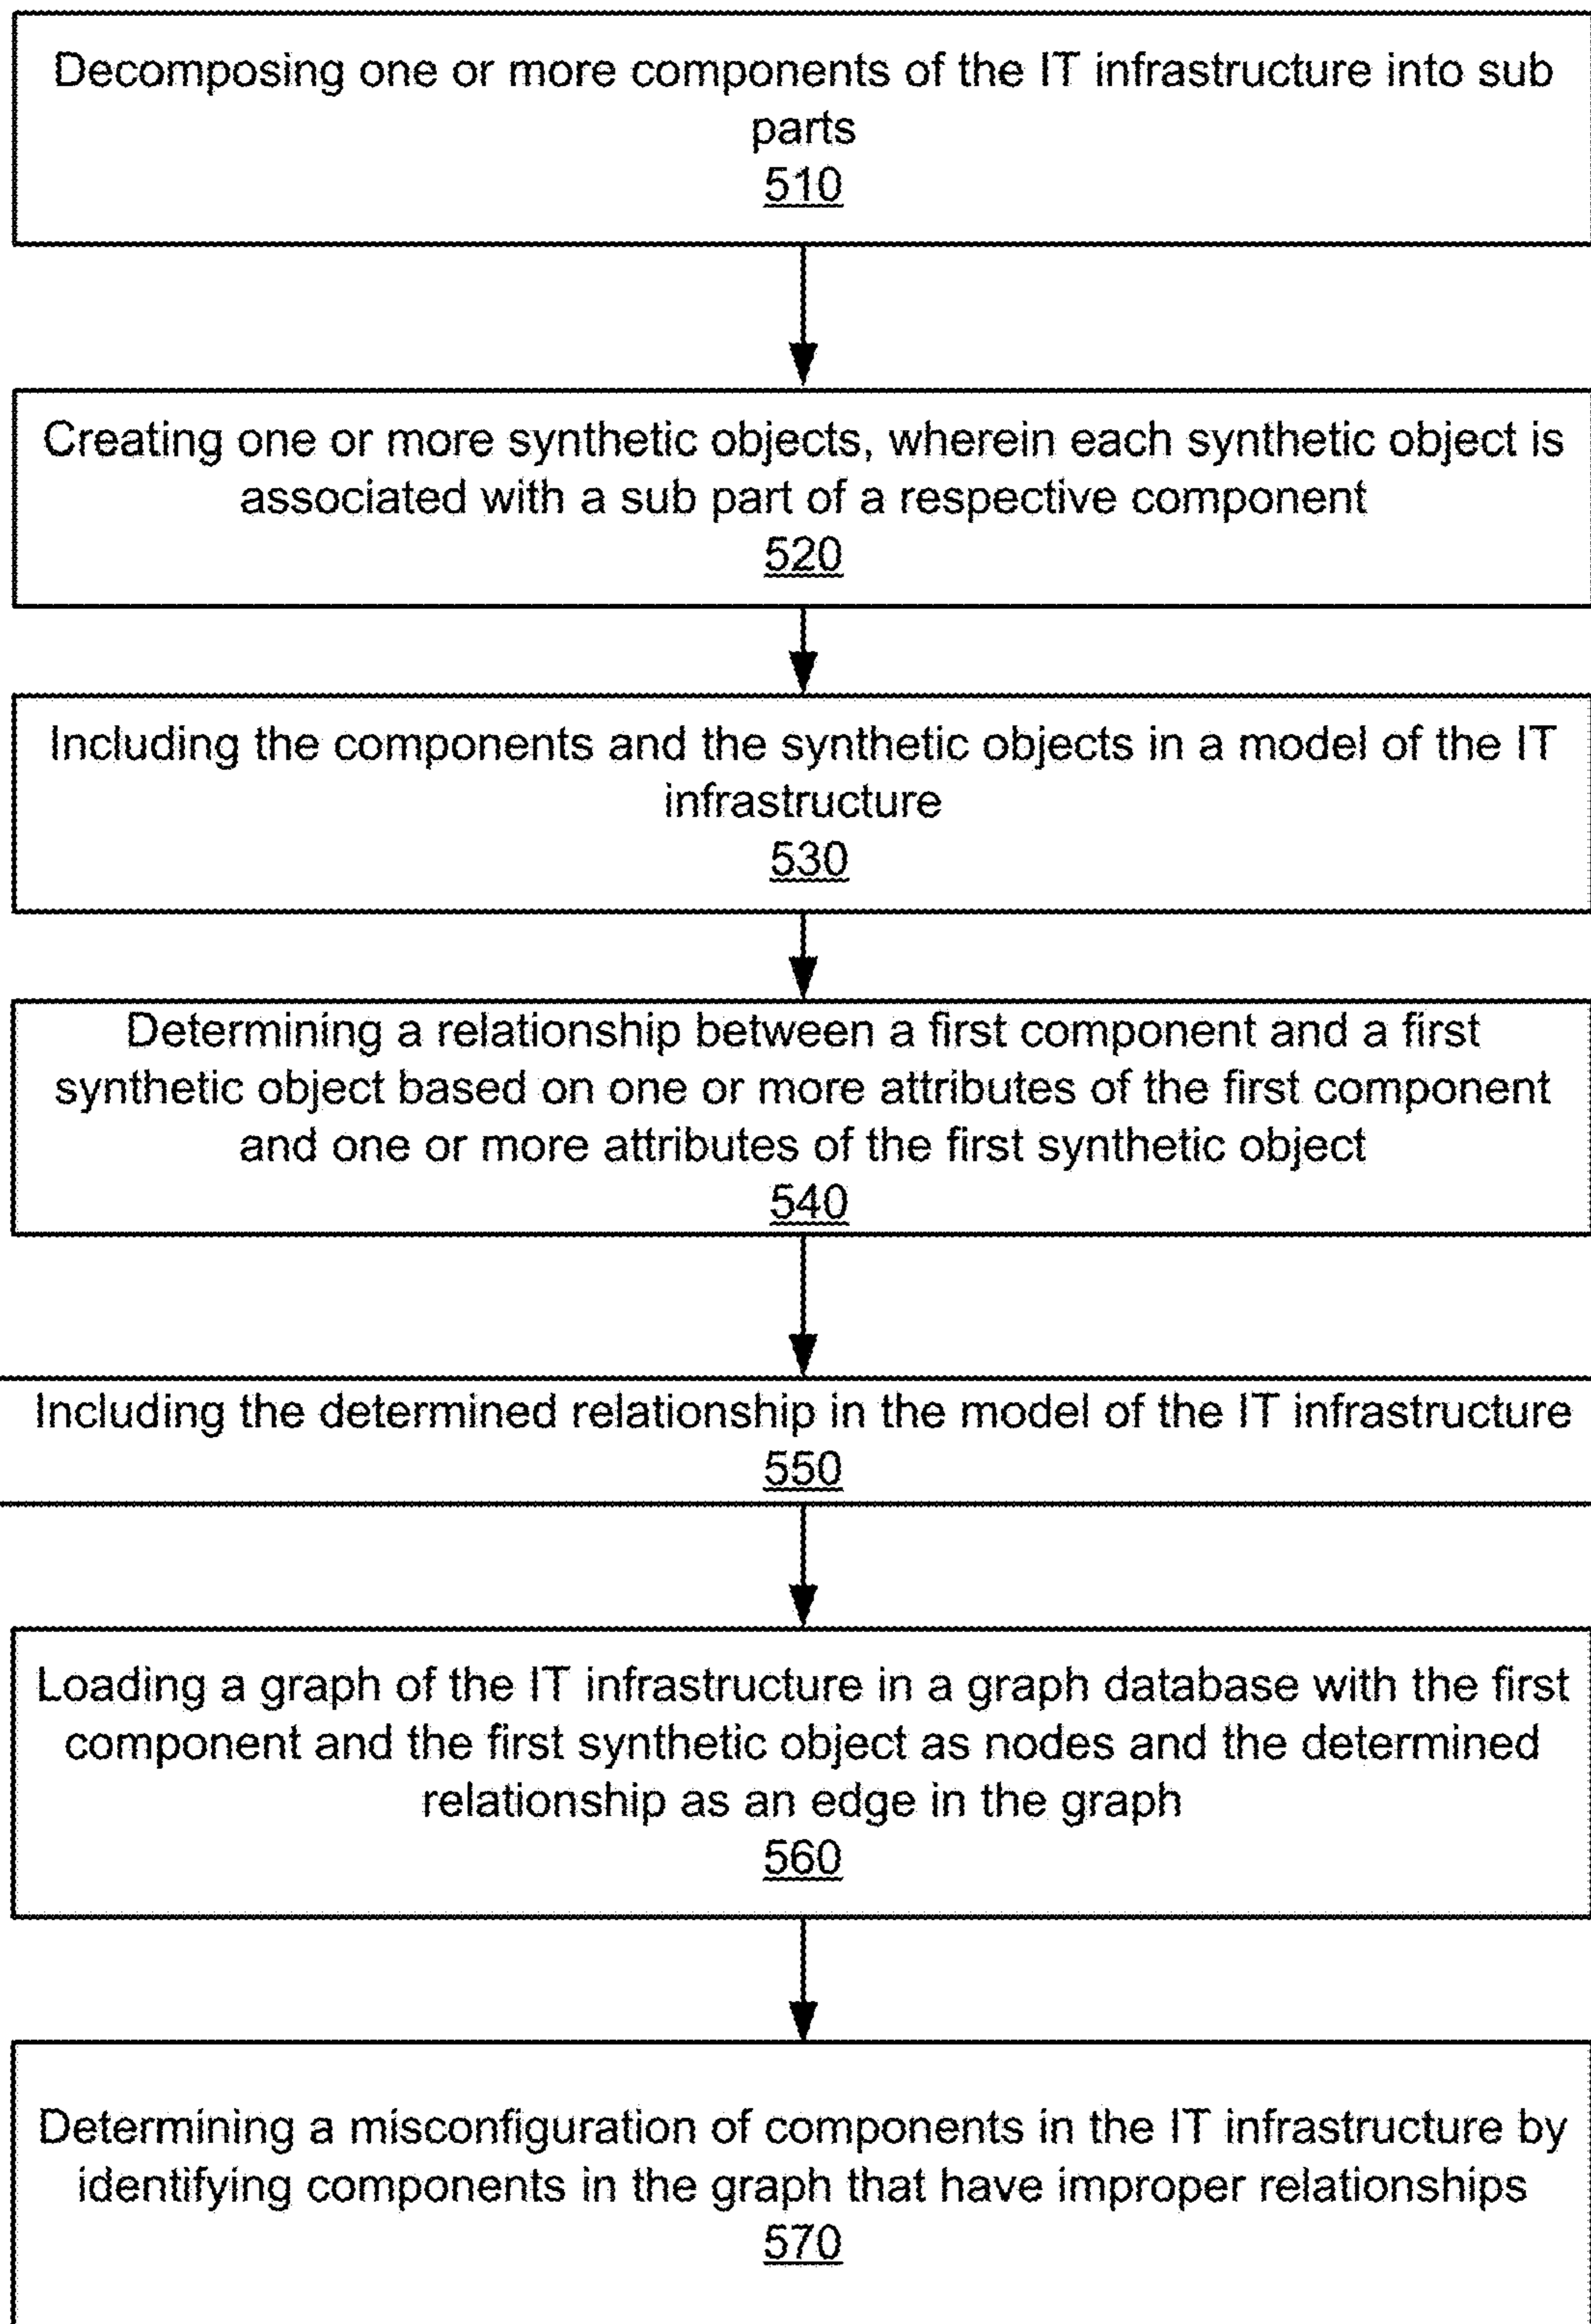 Decomposing one or more components of the IT infrastructure into sub
parts
510
Creating one or more synthetic objects, wherein each synthetic object is
associated with a sub part of a respective component
520
Including the components and the synthetic objects in a model of the IT
infrastructure
530
Determining a relationship between a first component and a first
synthetic object based on one or more attributes of the first component
and one or more attributes of the first synthetic object
540
Including the determined relationship in the model of the IT infrastructure
550
Loading a graph of the IT infrastructure in a graph database with the first
component and the first synthetic object as nodes and the determined
relationship as an edge in the graph
560
Determining a misconfiguration of components in the IT infrastructure by
identifying components in the graph that have improper relationships
570